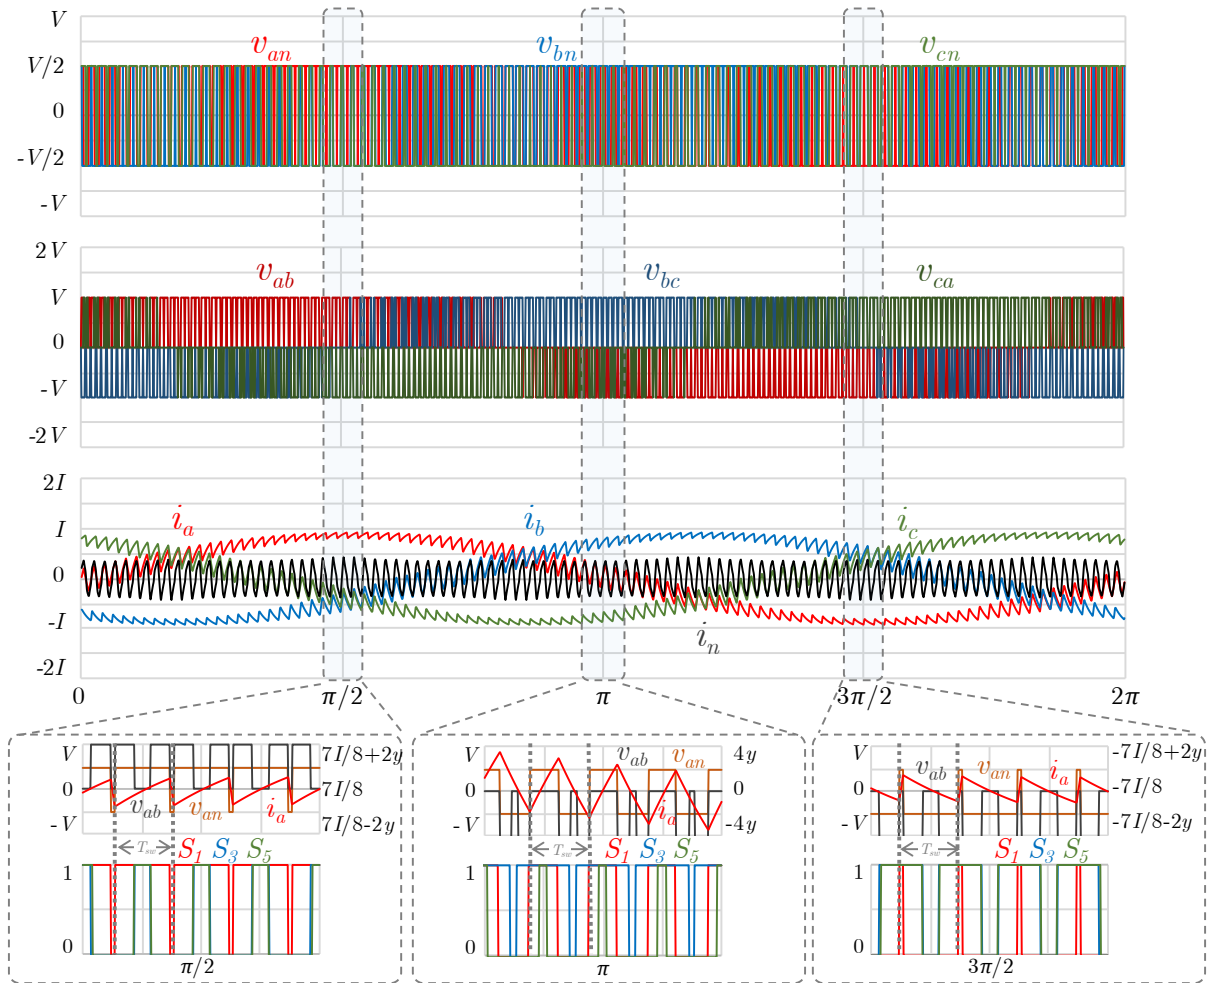 V
v_an v_bn v_cn
V/2
0
-V/2
-V
2V
v_ab v_bc v_ca
V
0
-V
-2V
2I
i_a i_b i_c
I
0
-I
i_n
-2I
0 π/2 π 3π/2 2π
V 7I/8+2y
0 7I/8
v_ab v_an i_a
-V 7I/8-2y
T_sw S_1 S_3 S_5
1
0
π/2
V v_ab v_an 4y
0 0
i_a
-V -4y
T_sw S_1 S_3 S_5
1
0
π
V -7I/8+2y
v_ab v_an i_a
0 -7I/8
-V -7I/8-2y
T_sw S_1 S_3 S_5
1
0
3π/2